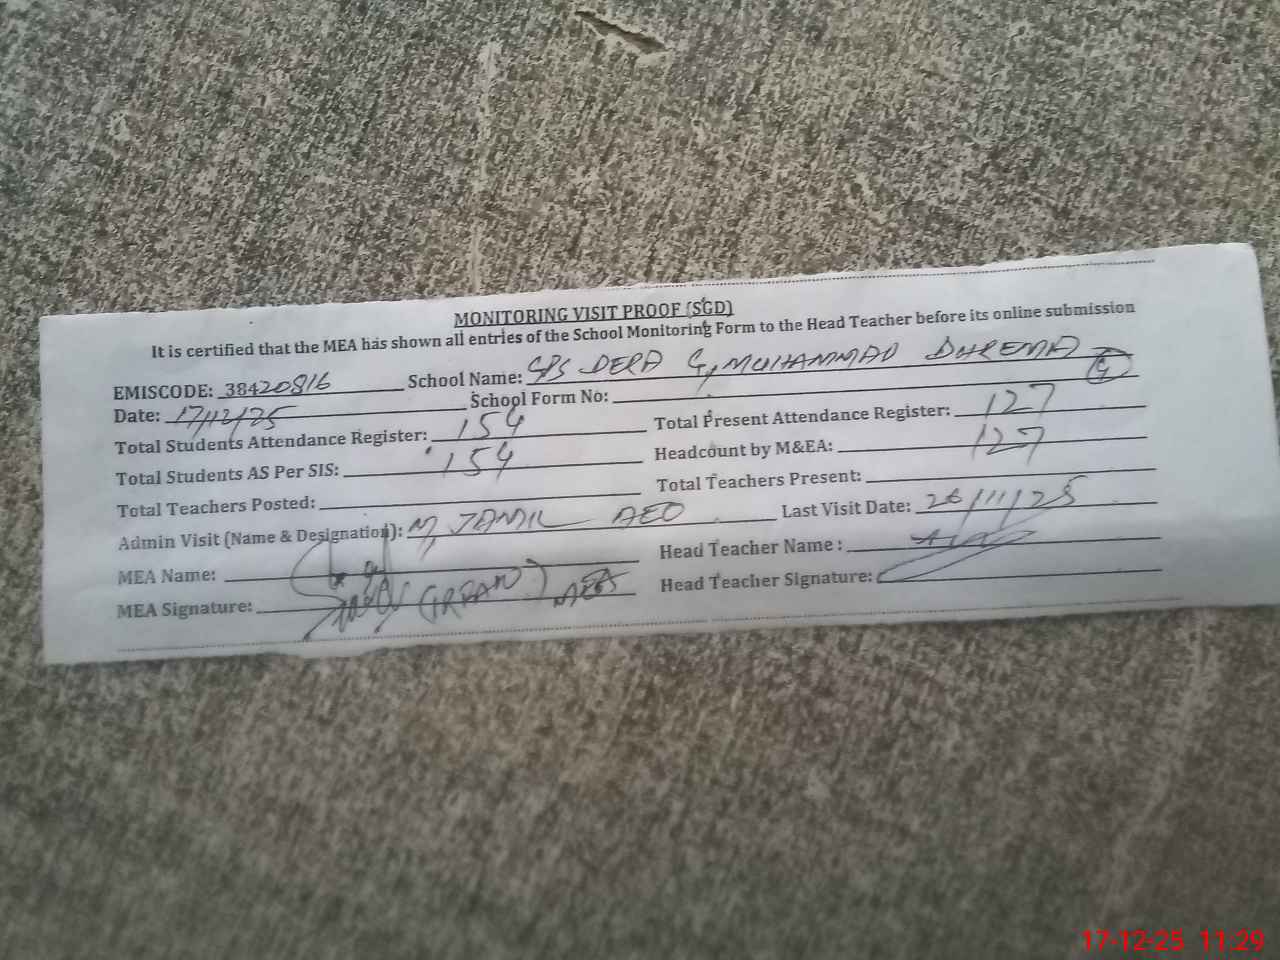 MONITORING VISIT PROOF (SGD)
It is certified that the MEA has shown all entries of the School Monitoring Form to the Head Teacher before its online submission
EMISCODE: 38420816 School Name: GPS DERA G, MUHAMMAD DHREMA
Date: 17/12/25 School Form No:
Total Students Attendance Register: 154 Total Present Attendance Register: 127
Total Students AS Per SIS: 154 Headcount by M&EA: 127
Total Teachers Posted: Total Teachers Present:
Admin Visit (Name & Designation): M, JAMIL AEO Last Visit Date: 26/11/25
MEA Name: Head Teacher Name :
MEA Signature: MEA Head Teacher Signature:
17-12-25 11:29